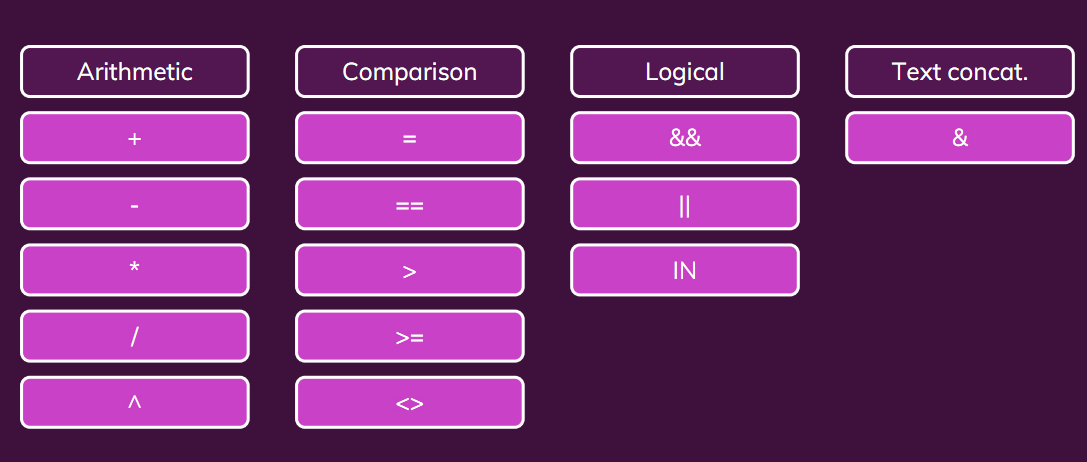 Arithmetic Comparison Logical Text concat.
+ = && &
- == ||
* > IN
/ >=
^ <>